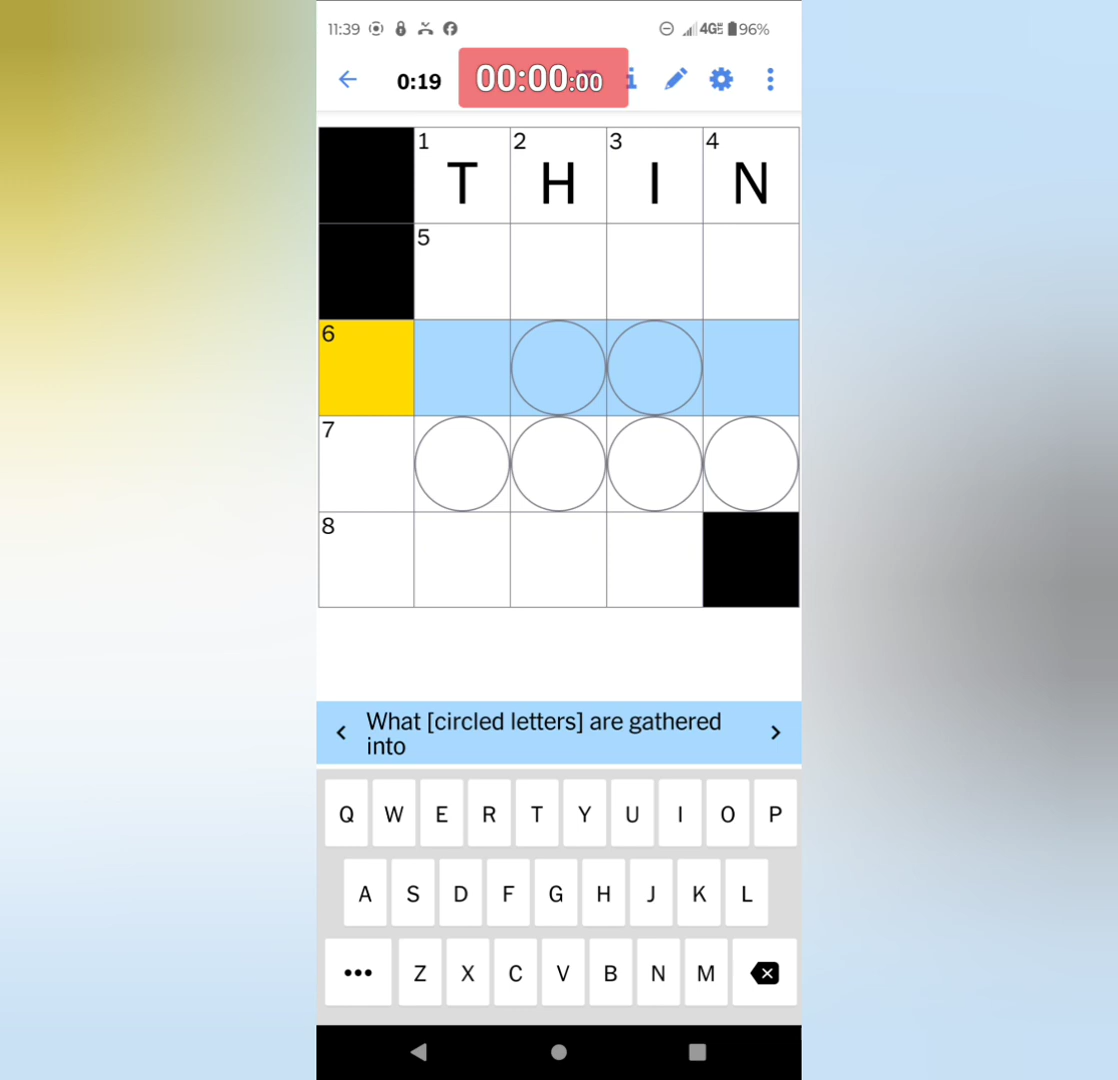 11:39 4G 96%
0:19 00:00:00
1 2 3 4
T H I N
5
6
7
8
What [circled letters] are gathered
into
Q W E R T Y U I O P
A S D F G H J K L
••• Z X C V B N M